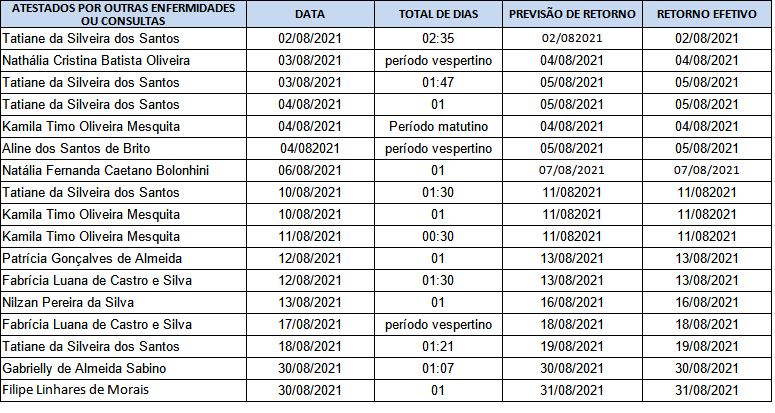 ATESTADOS POR OUTRAS ENFERMIDADES OU CONSULTAS DATA TOTAL DE DIAS PREVISÃO DE RETORNO RETORNO EFETIVO
Tatiane da Silveira dos Santos 02/08/2021 02:35 02/082021 02/08/2021
Nathália Cristina Batista Oliveira 03/08/2021 período vespertino 04/08/2021 04/08/2021
Tatiane da Silveira dos Santos 03/08/2021 01:47 05/08/2021 05/08/2021
Tatiane da Silveira dos Santos 04/08/2021 01 05/08/2021 05/08/2021
Kamila Timo Oliveira Mesquita 04/08/2021 Período matutino 04/08/2021 04/08/2021
Aline dos Santos de Brito 04/082021 período vespertino 05/08/2021 05/08/2021
Natália Fernanda Caetano Bolonhini 06/08/2021 01 07/08/2021 07/08/2021
Tatiane da Silveira dos Santos 10/08/2021 01:30 11/082021 11/082021
Kamila Timo Oliveira Mesquita 10/08/2021 01 11/082021 11/082021
Kamila Timo Oliveira Mesquita 11/08/2021 00:30 11/082021 11/082021
Patrícia Gonçalves de Almeida 12/08/2021 01 13/08/2021 13/08/2021
Fabrícia Luana de Castro e Silva 12/08/2021 01:30 13/08/2021 13/08/2021
Nilzan Pereira da Silva 13/08/2021 01 16/08/2021 16/08/2021
Fabrícia Luana de Castro e Silva 17/08/2021 período vespertino 18/08/2021 18/08/2021
Tatiane da Silveira dos Santos 18/08/2021 01:21 19/08/2021 19/08/2021
Gabrielly de Almeida Sabino 30/08/2021 01:07 30/08/2021 30/08/2021
Filipe Linhares de Morais 30/08/2021 01 31/08/2021 31/08/2021